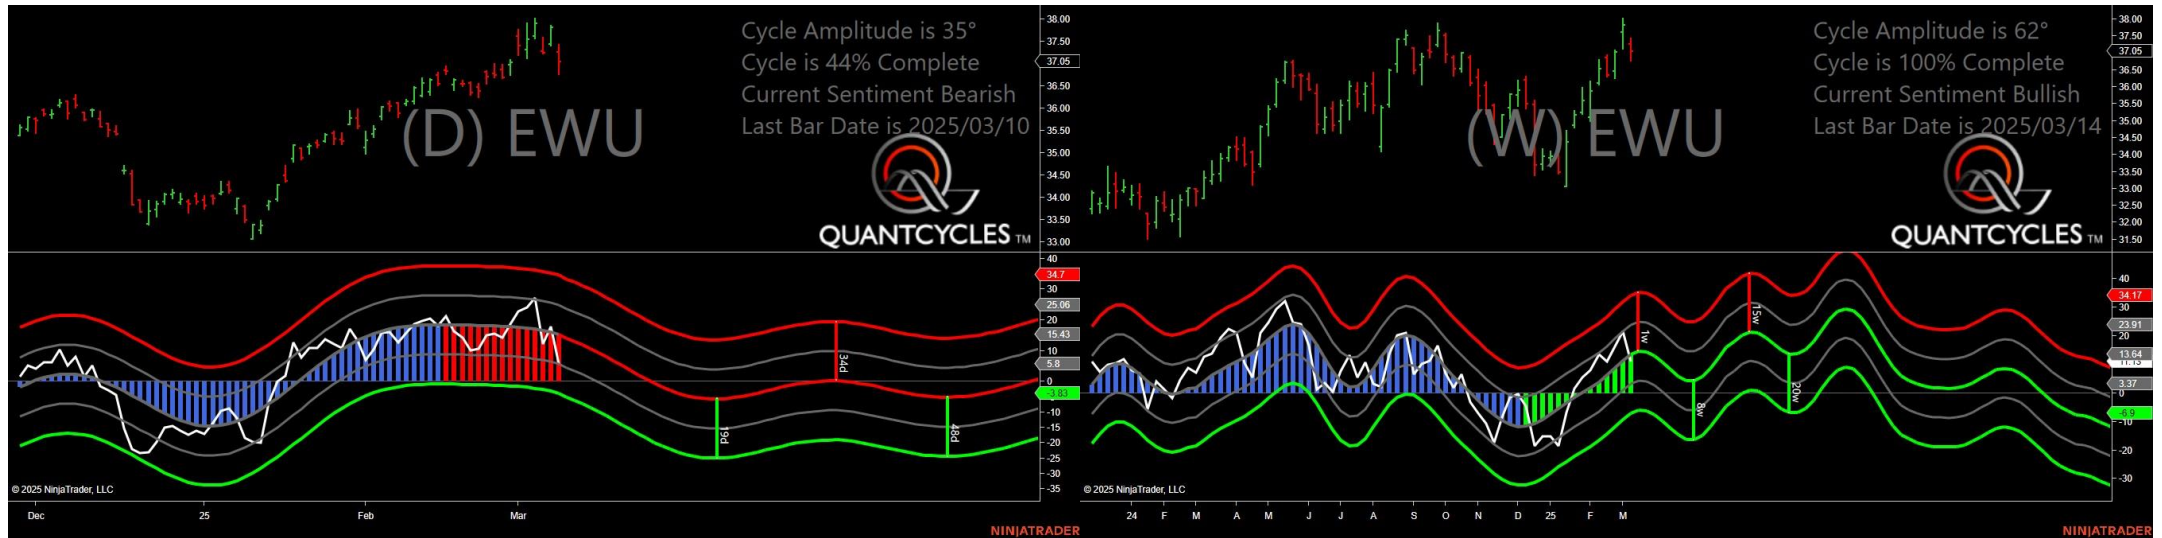 Cycle Amplitude is 35°
Cycle is 44% Complete
Current Sentiment Bearish
Last Bar Date is 2025/03/10
(D) EWU
QUANTCYCLES TM
38.00
37.50
37.05
36.50
36.00
35.50
35.00
34.50
34.00
33.50
33.00
40
34.7
30
25.06
20
15.43
10
5.8
0
-3.83
-10
-15
-20
-25
-30
-35
34d
19d
48d
© 2025 NinjaTrader, LLC
Dec 25 Feb Mar
NINJATRADER
Cycle Amplitude is 62°
Cycle is 100% Complete
Current Sentiment Bullish
Last Bar Date is 2025/03/14
(W) EWU
QUANTCYCLES TM
38.00
37.50
37.05
36.50
36.00
35.50
35.00
34.50
34.00
33.50
33.00
32.50
32.00
31.50
40
34.17
30
23.91
20
13.64
3.37
0
-6.9
-10
-20
-30
1w
15w
8w
20w
© 2025 NinjaTrader, LLC
24 F M A M J J A S O N D 25 F M
NINJATRADER